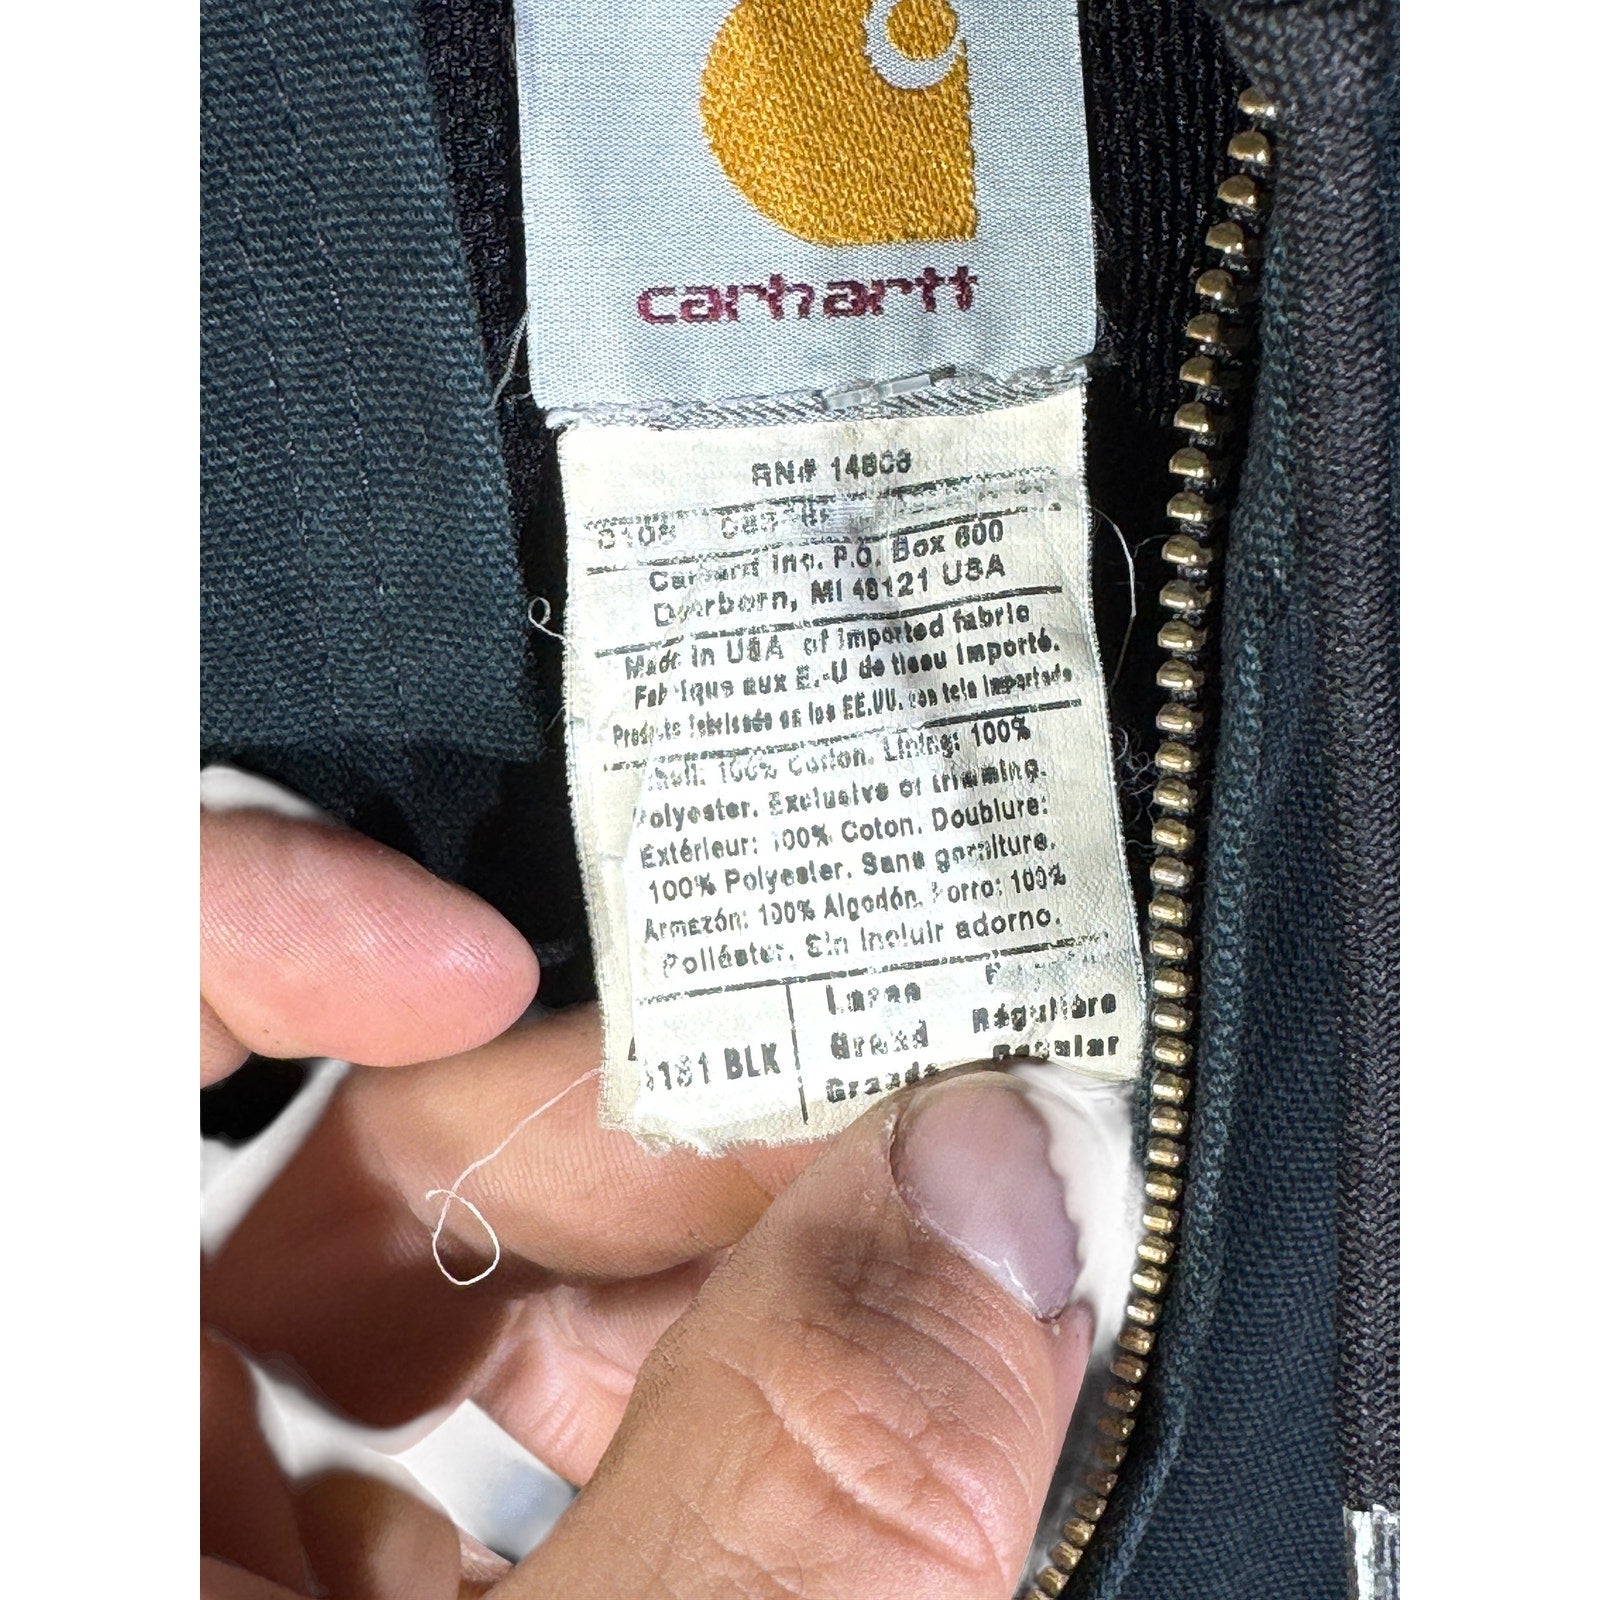 carhartt
RN# 14806
Carhartt Inc. P.O. Box 600
Dearborn, MI 48121 USA
Made in USA of imported fabric
Fabrique aux E.-U de tissu importé.
Producto fabricado en los EE.UU. con tela importada
Shell: 100% Cotton. Lining: 100%
Polyester. Exclusive of trimming.
Extérieur: 100% Coton. Doublure:
100% Polyester. Sans garniture.
Armazón: 100% Algodón. Forro: 100%
Poliéster. Sin incluir adorno.
BLK
Large
Grand Régulière
Grande Regular